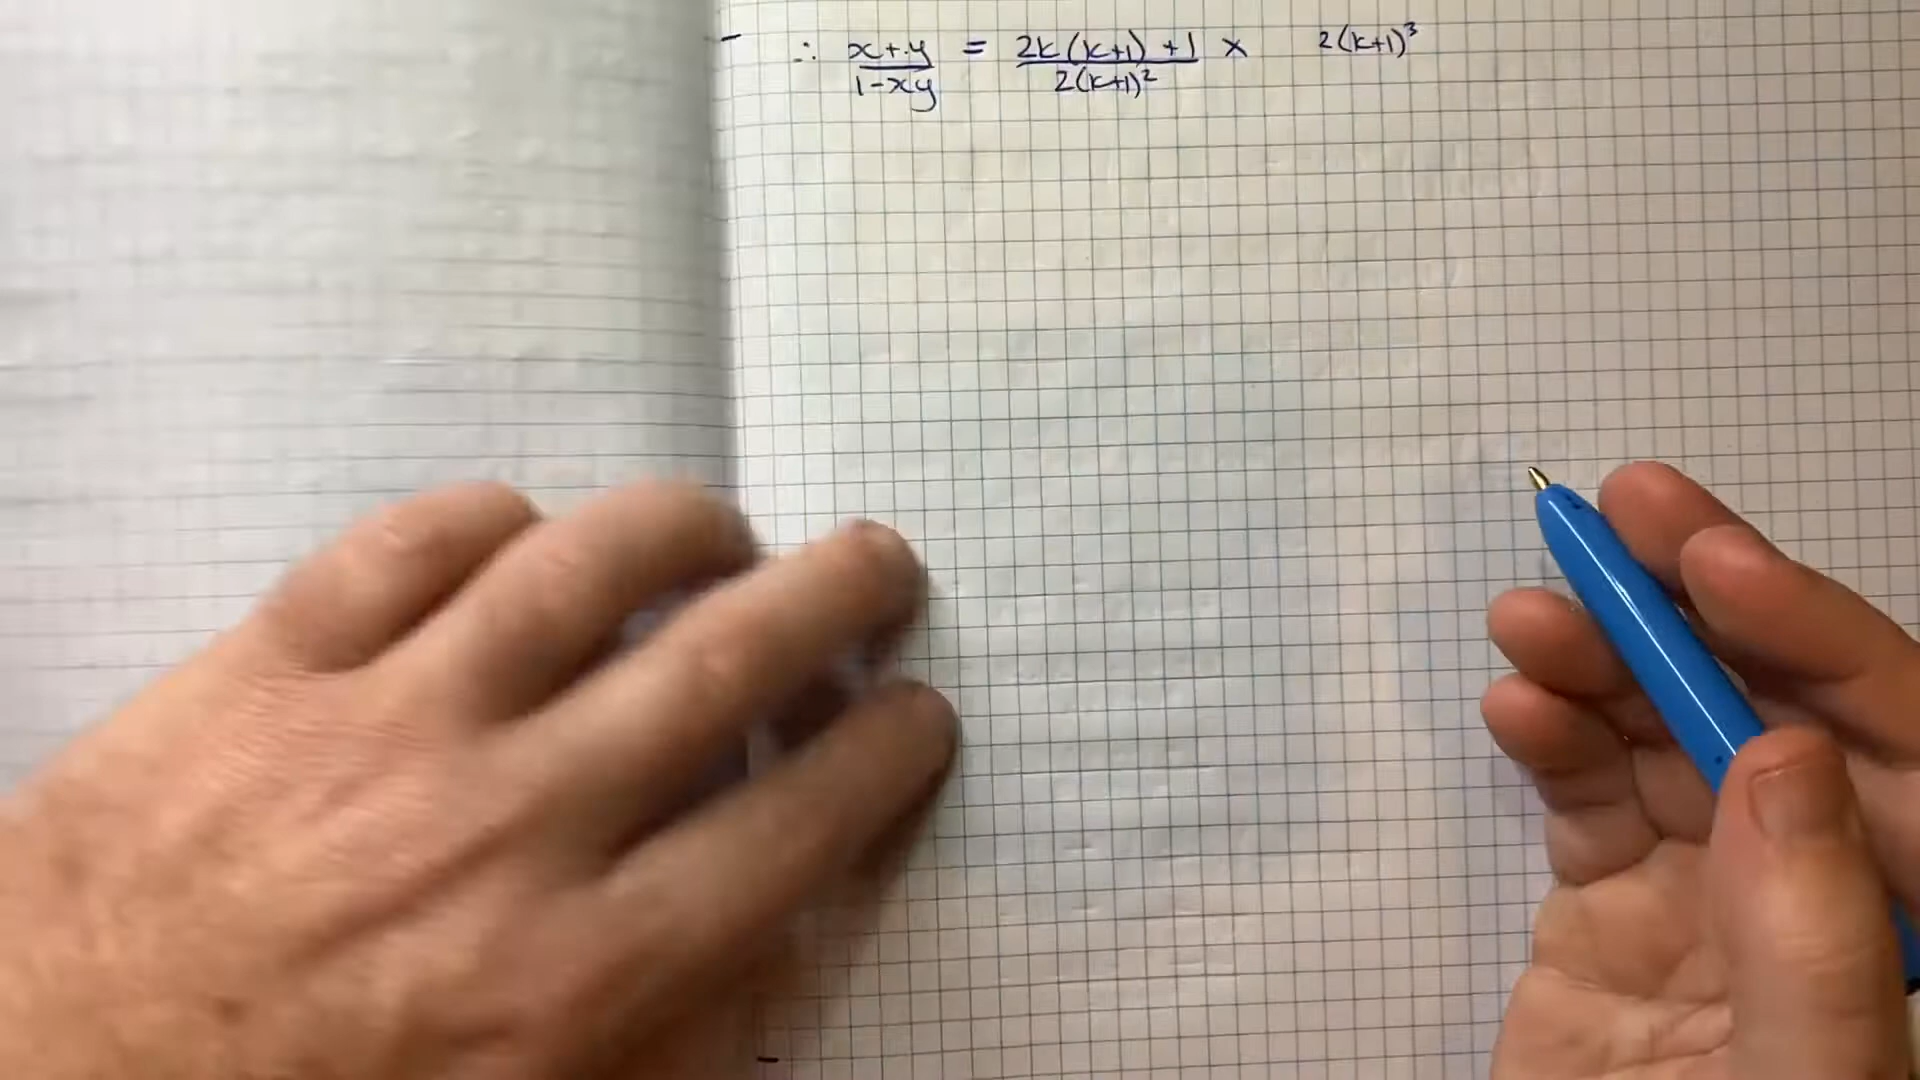 ∴ x+y/1-xy = 2k(k+1)+1/2(k+1)² × 2(k+1)³